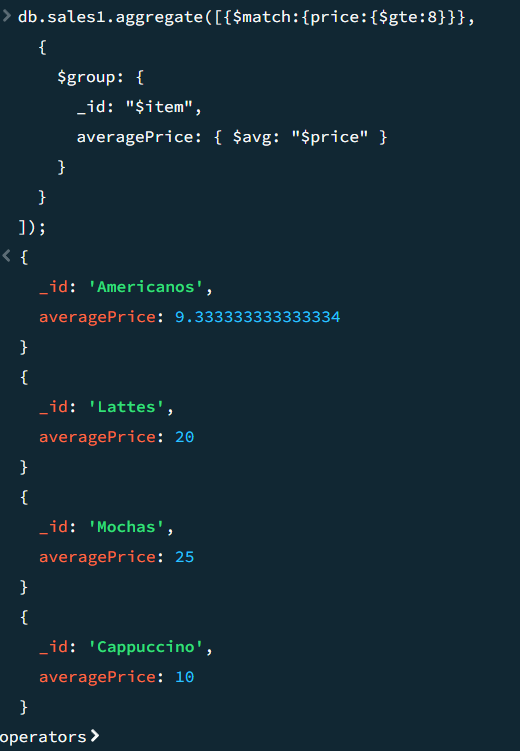 > db.sales1.aggregate([{$match:{price:{$gte:8}}},
{
$group: {
_id: "$item",
averagePrice: { $avg: "$price" }
}
}
]);
< {
_id: 'Americanos',
averagePrice: 9.333333333333334
}
{
_id: 'Lattes',
averagePrice: 20
}
{
_id: 'Mochas',
averagePrice: 25
}
{
_id: 'Cappuccino',
averagePrice: 10
}
operators>